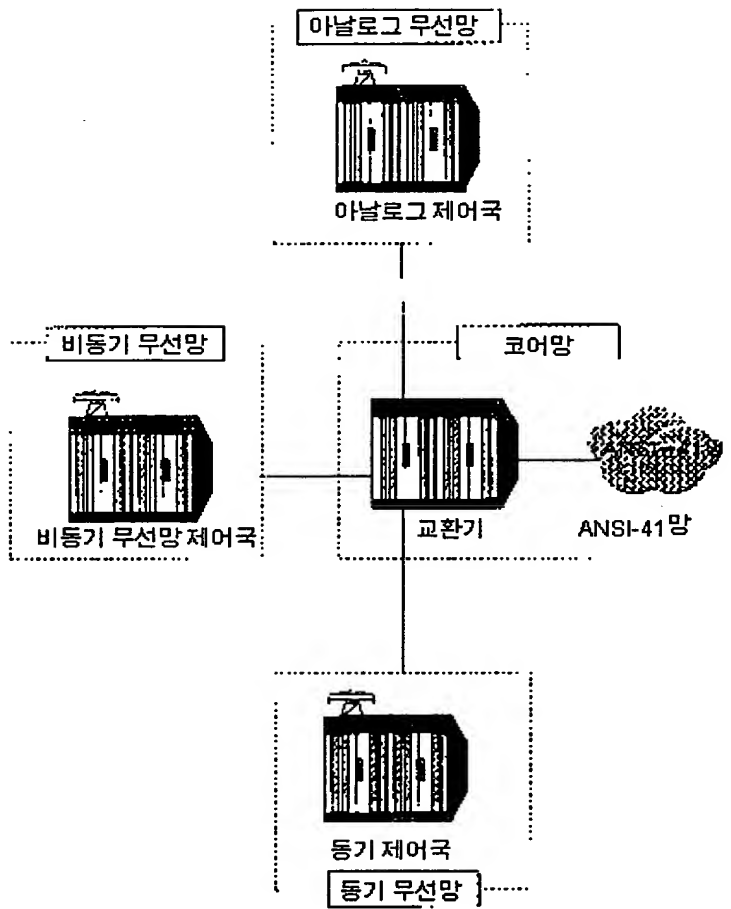 아날로그 무선망
아날로그 제어국
비동기 무선망
코어망
비동기 무선망 제어국
교환기
ANSI-41망
동기 제어국
동기 무선망